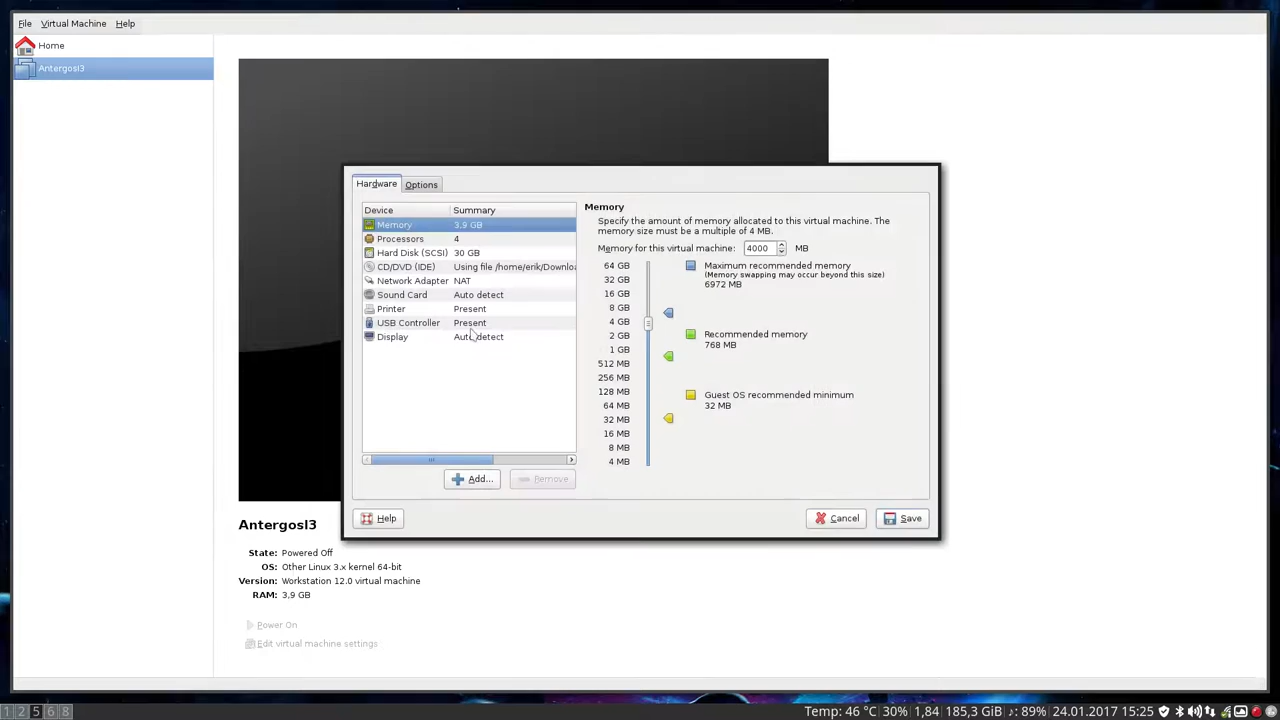 File Virtual Machine Help
Home
AntergosI3
Hardware Options
Device Summary
Memory 3,9 GB
Processors 4
Hard Disk (SCSI) 30 GB
CD/DVD (IDE) Using file /home/erik/Downloa
Network Adapter NAT
Sound Card Auto detect
Printer Present
USB Controller Present
Display Auto detect
Add... Remove
Memory
Specify the amount of memory allocated to this virtual machine. The
memory size must be a multiple of 4 MB.
Memory for this virtual machine: 4000 MB
64 GB
32 GB
16 GB
8 GB
4 GB
2 GB
1 GB
512 MB
256 MB
128 MB
64 MB
32 MB
16 MB
8 MB
4 MB
Maximum recommended memory
(Memory swapping may occur beyond this size)
6972 MB
Recommended memory
768 MB
Guest OS recommended minimum
32 MB
Help Cancel Save
AntergosI3
State: Powered Off
OS: Other Linux 3.x kernel 64-bit
Version: Workstation 12.0 virtual machine
RAM: 3,9 GB
Power On
Edit virtual machine settings
1 2 5 6 8 Temp: 46 °C 30% 1,84 185,3 GiB ♪: 89% 24.01.2017 15:25